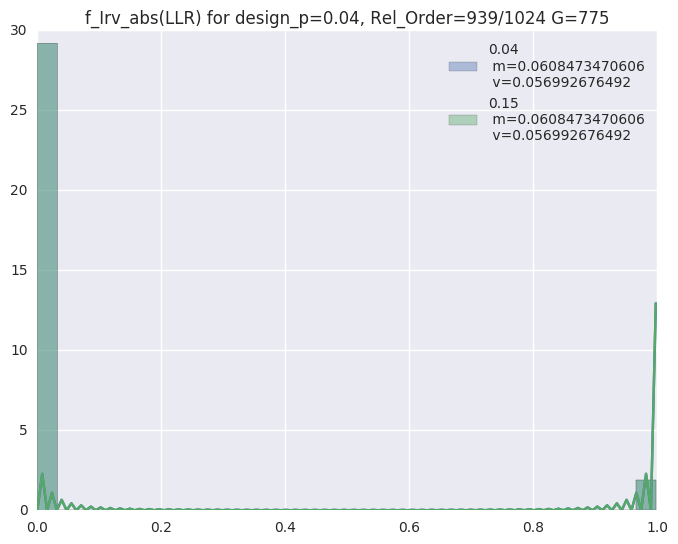 f_Irv_abs(LLR) for design_p=0.04, Rel_Order=939/1024 G=775
30
25
20
15
10
5
0
0.0 0.2 0.4 0.6 0.8 1.0
0.04
m=0.0608473470606
v=0.056992676492
0.15
m=0.0608473470606
v=0.056992676492